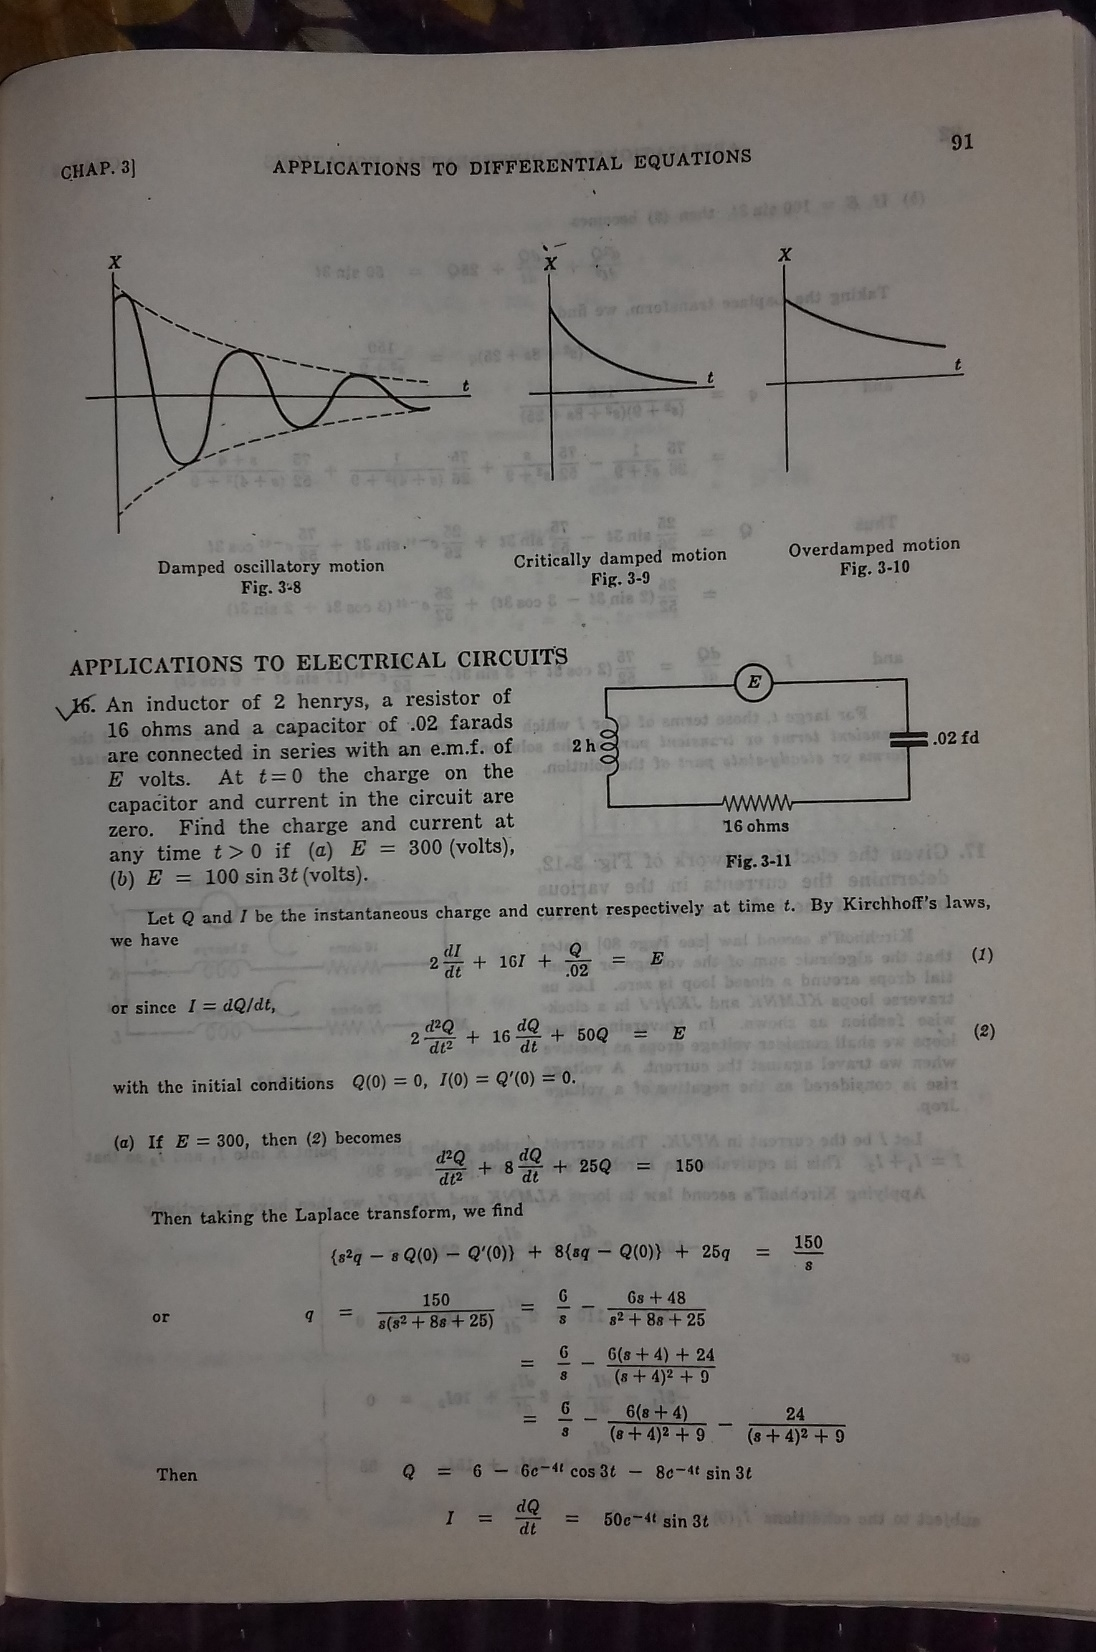 CHAP. 3]
APPLICATIONS TO DIFFERENTIAL EQUATIONS
91
X
t
X
t
X
t
Damped oscillatory motion
Fig. 3-8
Critically damped motion
Fig. 3-9
Overdamped motion
Fig. 3-10
APPLICATIONS TO ELECTRICAL CIRCUITS
16. An inductor of 2 henrys, a resistor of
16 ohms and a capacitor of .02 farads
are connected in series with an e.m.f. of
E volts. At t = 0 the charge on the
capacitor and current in the circuit are
zero. Find the charge and current at
any time t > 0 if (a) E = 300 (volts),
(b) E = 100 sin 3t (volts).
E
2 h
.02 fd
16 ohms
Fig. 3-11
Let Q and I be the instantaneous charge and current respectively at time t. By Kirchhoff's laws,
we have
2 dI/dt + 16I + Q/.02 = E (1)
or since I = dQ/dt,
2 d²Q/dt² + 16 dQ/dt + 50Q = E (2)
with the initial conditions Q(0) = 0, I(0) = Q'(0) = 0.
(a) If E = 300, then (2) becomes
d²Q/dt² + 8 dQ/dt + 25Q = 150
Then taking the Laplace transform, we find
{s²q − s Q(0) − Q'(0)} + 8{sq − Q(0)} + 25q = 150/s
or q = 150/s(s² + 8s + 25) = 6/s − 6s + 48/s² + 8s + 25
= 6/s − 6(s + 4) + 24/(s + 4)² + 9
= 6/s − 6(s + 4)/(s + 4)² + 9 − 24/(s + 4)² + 9
Then Q = 6 − 6e⁻⁴ᵗ cos 3t − 8e⁻⁴ᵗ sin 3t
I = dQ/dt = 50e⁻⁴ᵗ sin 3t